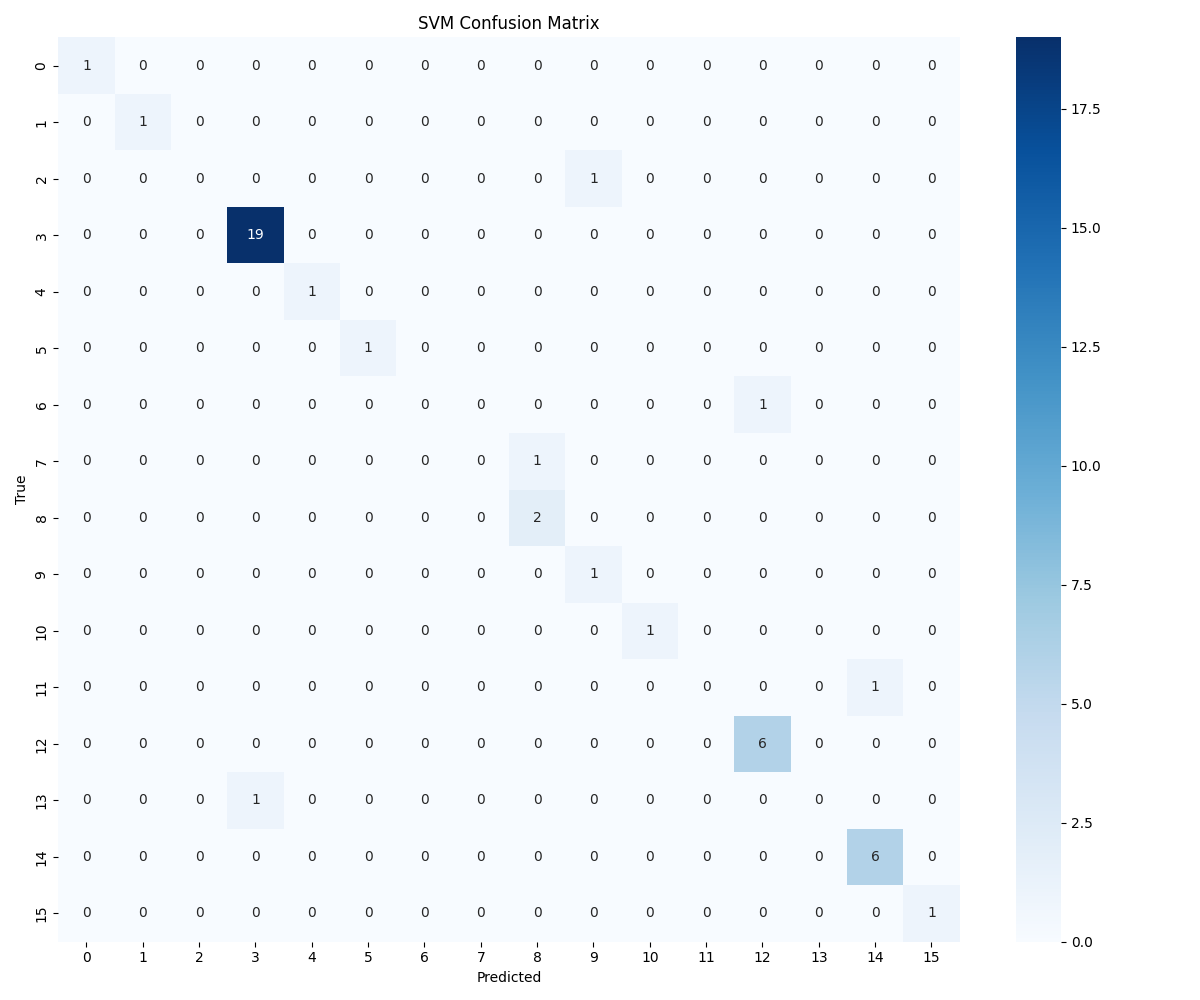 SVM Confusion Matrix
0 1 0 0 0 0 0 0 0 0 0 0 0 0 0 0 0
1 0 1 0 0 0 0 0 0 0 0 0 0 0 0 0 0
2 0 0 0 0 0 0 0 0 0 1 0 0 0 0 0 0
3 0 0 0 19 0 0 0 0 0 0 0 0 0 0 0 0
4 0 0 0 0 1 0 0 0 0 0 0 0 0 0 0 0
5 0 0 0 0 0 1 0 0 0 0 0 0 0 0 0 0
6 0 0 0 0 0 0 0 0 0 0 0 0 1 0 0 0
7 0 0 0 0 0 0 0 0 1 0 0 0 0 0 0 0
True
8 0 0 0 0 0 0 0 0 2 0 0 0 0 0 0 0
9 0 0 0 0 0 0 0 0 0 1 0 0 0 0 0 0
10 0 0 0 0 0 0 0 0 0 0 1 0 0 0 0 0
11 0 0 0 0 0 0 0 0 0 0 0 0 0 0 1 0
12 0 0 0 0 0 0 0 0 0 0 0 0 6 0 0 0
13 0 0 0 1 0 0 0 0 0 0 0 0 0 0 0 0
14 0 0 0 0 0 0 0 0 0 0 0 0 0 0 6 0
15 0 0 0 0 0 0 0 0 0 0 0 0 0 0 0 1
0 1 2 3 4 5 6 7 8 9 10 11 12 13 14 15
Predicted
17.5
15.0
12.5
10.0
7.5
5.0
2.5
0.0